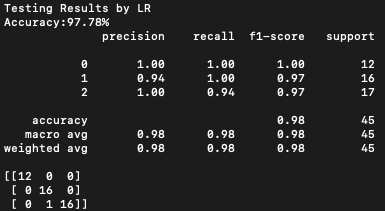 Testing Results by LR
Accuracy:97.78%
precision recall f1-score support
0 1.00 1.00 1.00 12
1 0.94 1.00 0.97 16
2 1.00 0.94 0.97 17
accuracy 0.98 45
macro avg 0.98 0.98 0.98 45
weighted avg 0.98 0.98 0.98 45
[[12 0 0]
[ 0 16 0]
[ 0 1 16]]